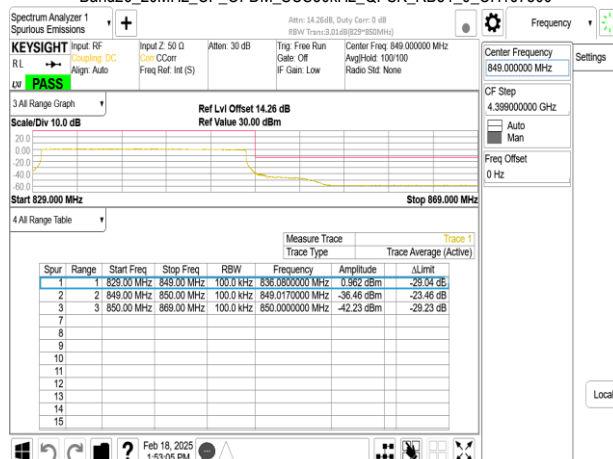 Spectrum Analyzer 1
Spurious Emissions
+
Attn: 14.26dB, Duty Corr: 0 dB
RBW Tranc:3.01dB(829~850MHz)
Frequency
Settings
KEYSIGHT
RL
Input: RF
Coupling: DC
Align: Auto
Input Z: 50 Ω
Corr CCorr
Freq Ref: Int (S)
Atten: 30 dB
Trig: Free Run
Gate: Off
IF Gain: Low
Center Freq: 849.000000 MHz
Avg|Hold: 100/100
Radio Std: None
LXI PASS
Center Frequency
849.000000 MHz
CF Step
4.399000000 GHz
Auto
Man
Freq Offset
0 Hz
3 All Range Graph
Ref Lvl Offset 14.26 dB
Scale/Div 10.0 dB
Ref Value 30.00 dBm
20.0
0.00
-20.0
-40.0
-60.0
Start 829.000 MHz
Stop 869.000 MHz
4 All Range Table
Measure Trace Trace 1
Trace Type Trace Average (Active)
Spur Range Start Freq Stop Freq RBW Frequency Amplitude ΔLimit
1 1 829.00 MHz 849.00 MHz 100.0 kHz 836.0800000 MHz 0.962 dBm -29.04 dB
2 2 849.00 MHz 850.00 MHz 100.0 kHz 849.0170000 MHz -36.46 dBm -23.46 dB
3 3 850.00 MHz 869.00 MHz 100.0 kHz 850.0000000 MHz -42.23 dBm -29.23 dB
7
8
9
10
11
12
13
14
15
Local
?
Feb 18, 2025
1:53:05 PM